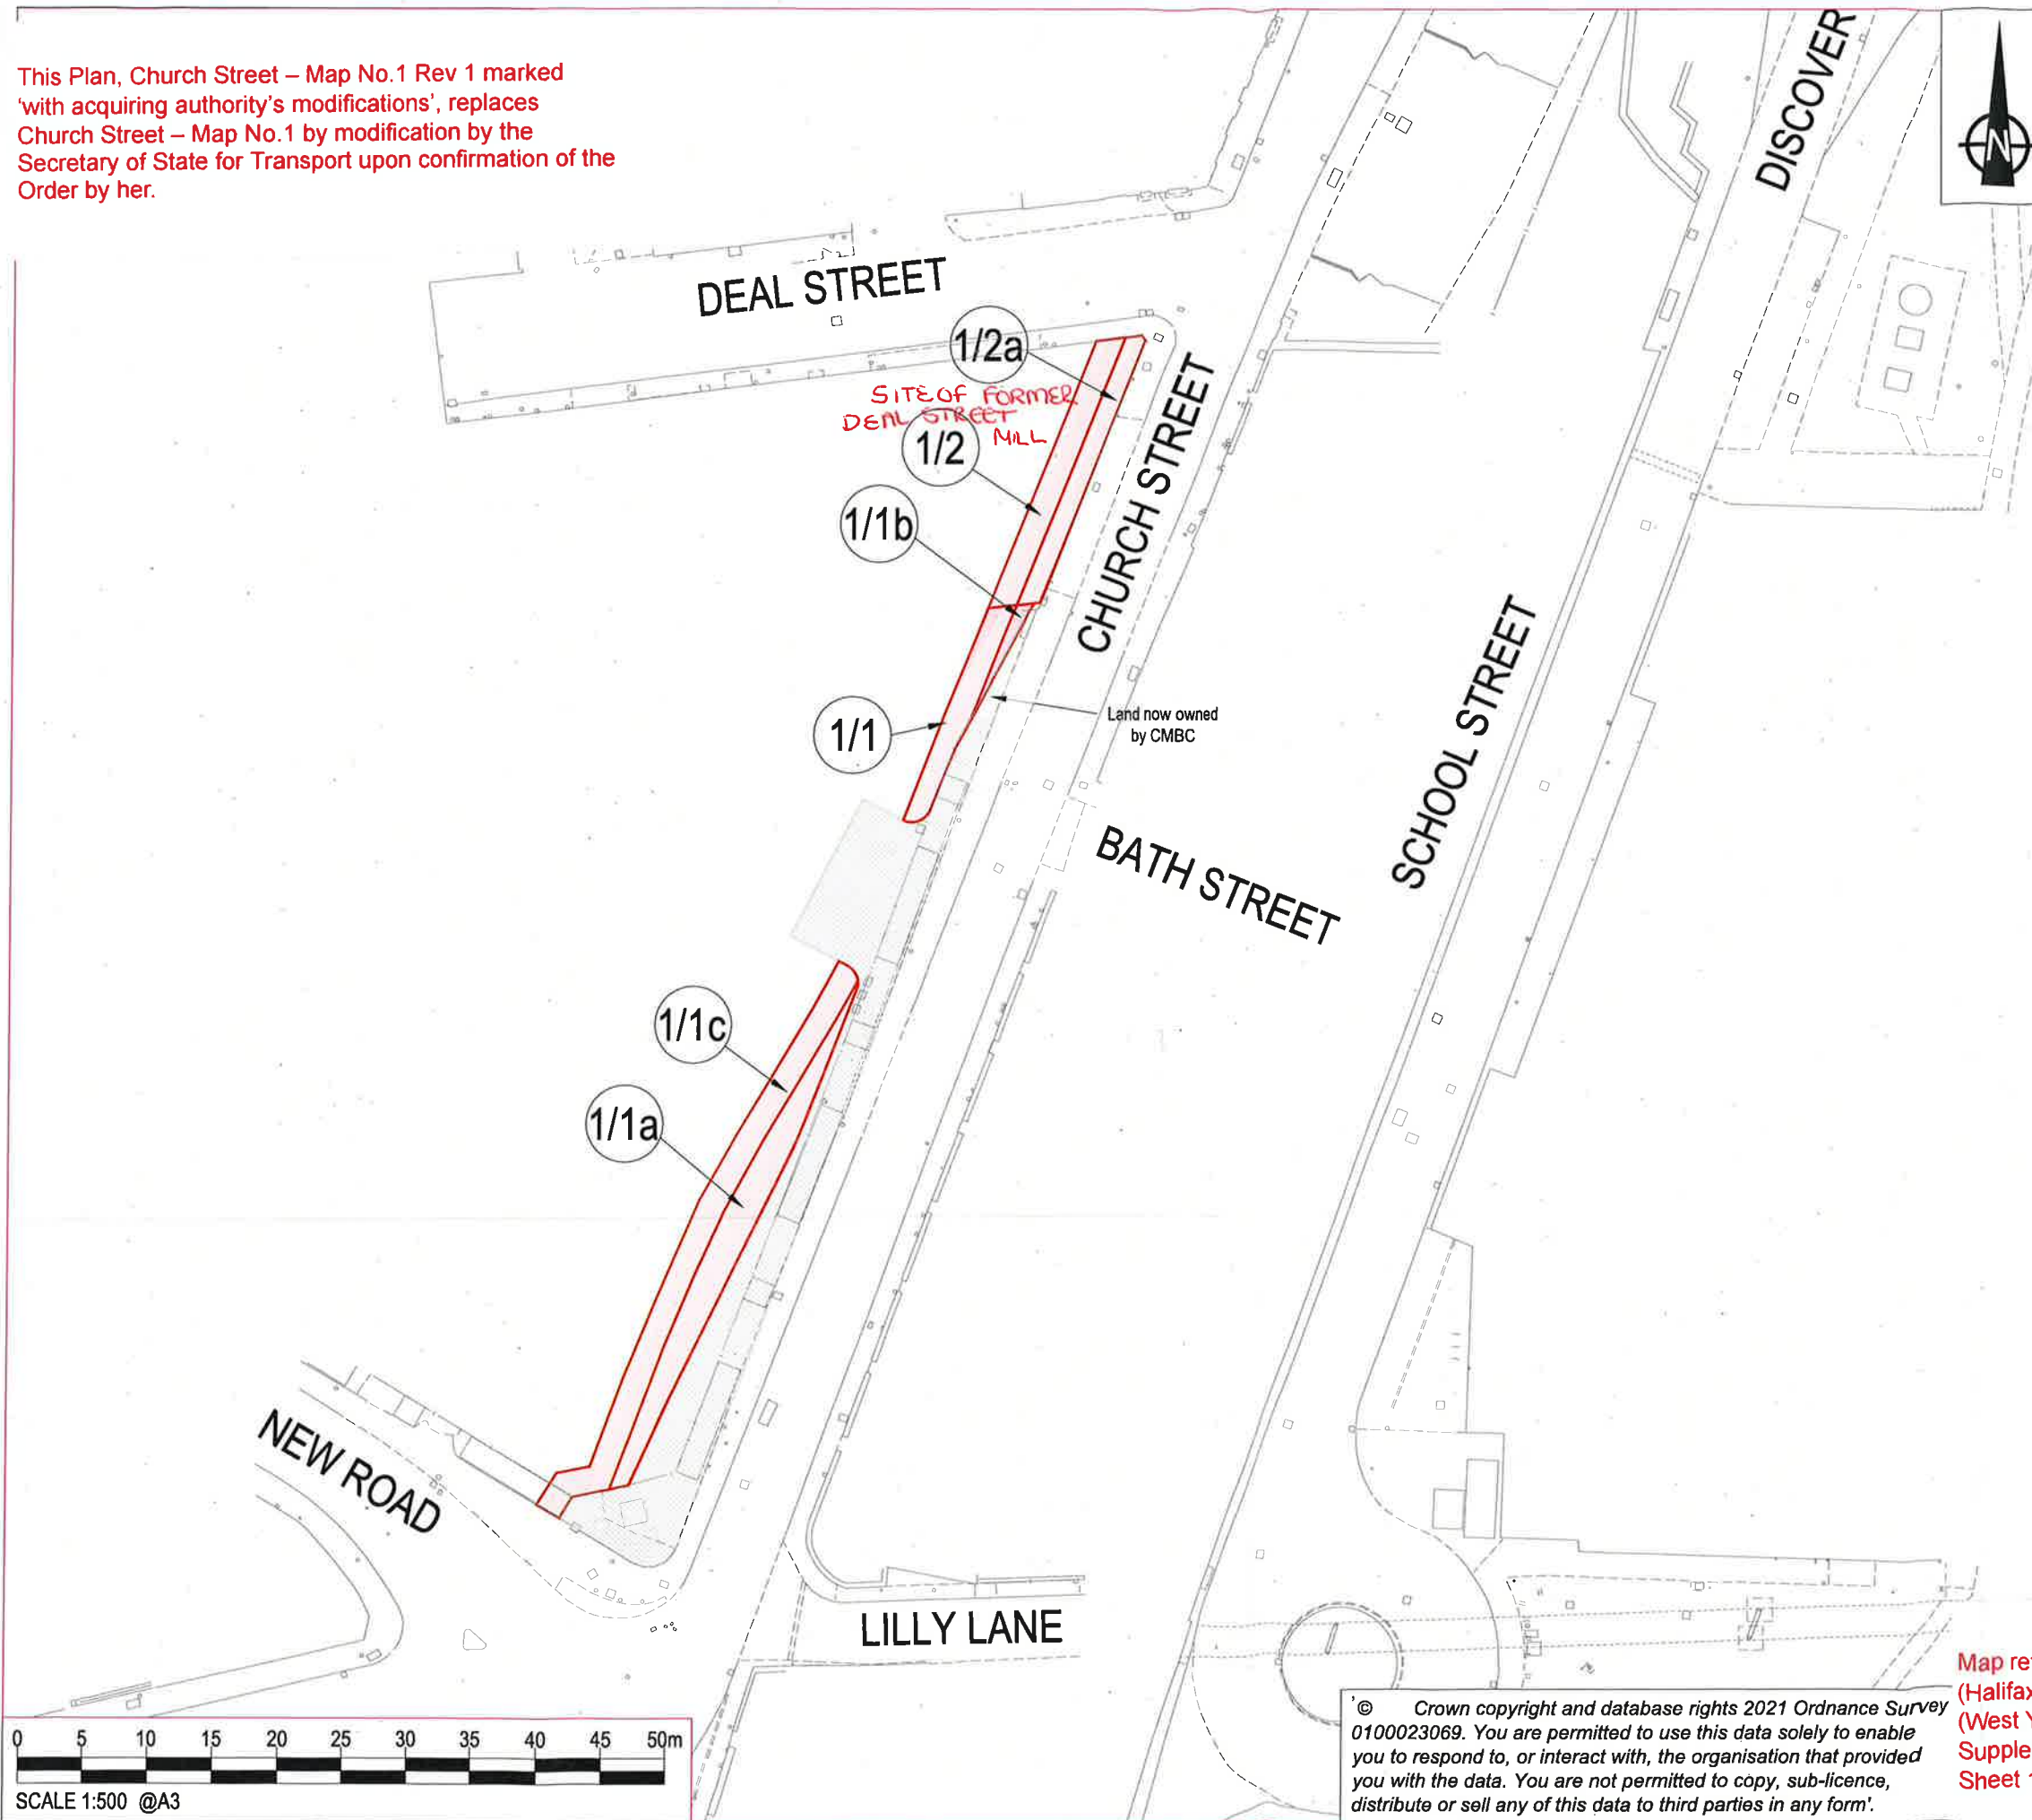 This Plan, Church Street – Map No.1 Rev 1 marked
‘with acquiring authority’s modifications’, replaces
Church Street – Map No.1 by modification by the
Secretary of State for Transport upon confirmation of the
Order by her.
DISCOVER
N
DEAL STREET
1/2a
SITE OF FORMER
DEAL STREET
MILL
1/2
1/1b
CHURCH STREET
1/1
Land now owned
by CMBC
SCHOOL STREET
BATH STREET
1/1c
1/1a
NEW ROAD
LILLY LANE
Map
(Halifax
(West
Sheet
0 5 10 15 20 25 30 35 40 45 50m
SCALE 1:500 @A3
'© Crown copyright and database rights 2021 Ordnance Survey
0100023069. You are permitted to use this data solely to enable
you to respond to, or interact with, the organisation that provided
you with the data. You are not permitted to copy, sub-licence,
distribute or sell any of this data to third parties in any form'.